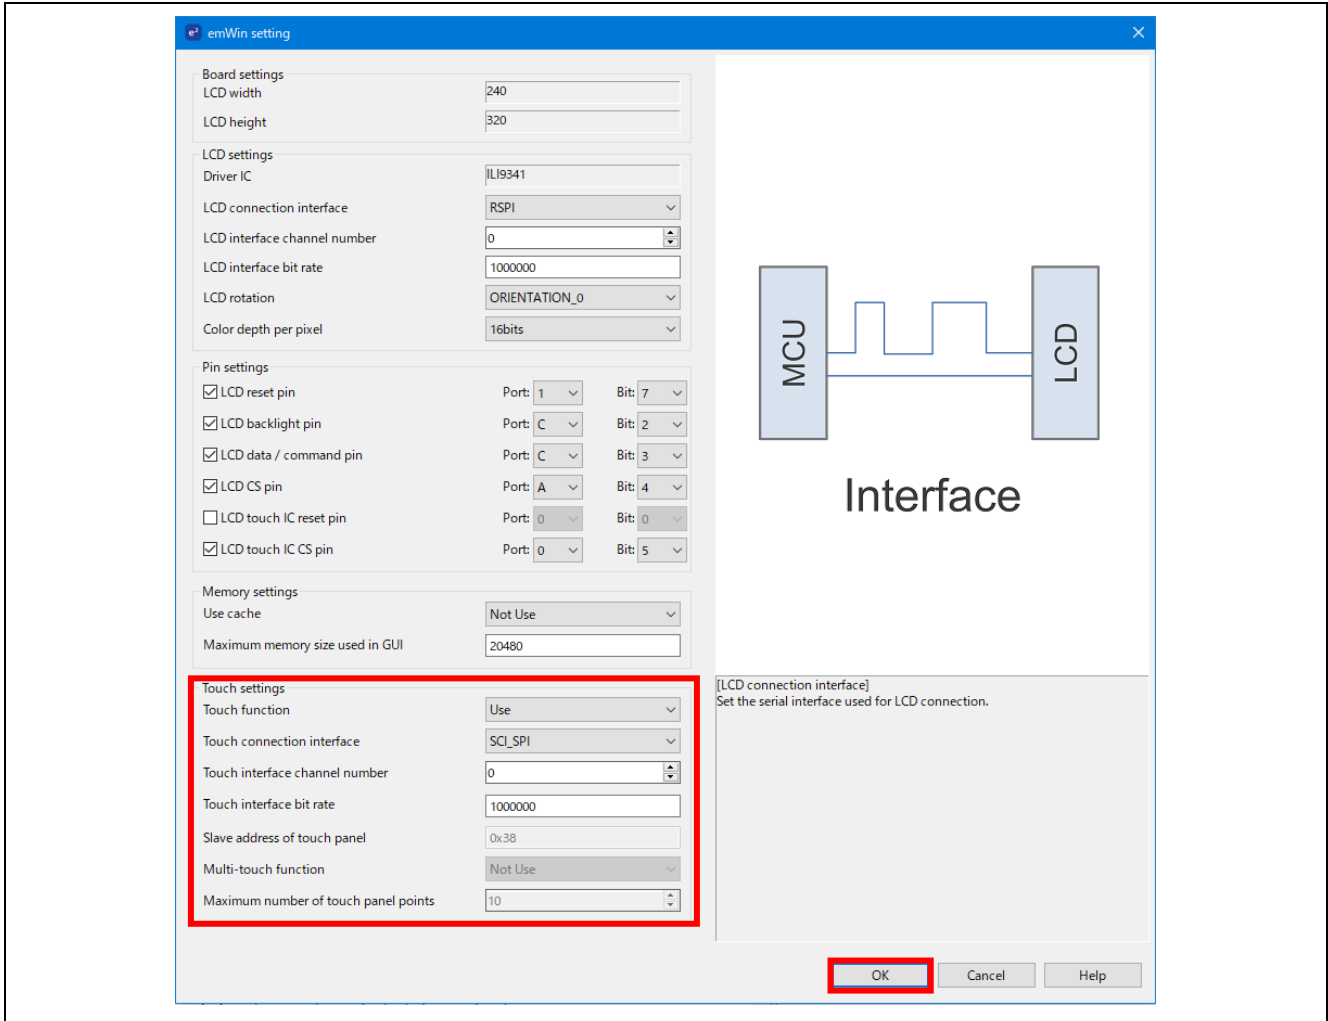 e² emWin setting
Board settings
LCD width 240
LCD height 320
LCD settings
Driver IC ILI9341
LCD connection interface RSPI
LCD interface channel number 0
LCD interface bit rate 1000000
LCD rotation ORIENTATION_0
Color depth per pixel 16bits
Pin settings
LCD reset pin Port: 1 Bit: 7
LCD backlight pin Port: C Bit: 2
LCD data / command pin Port: C Bit: 3
LCD CS pin Port: A Bit: 4
LCD touch IC reset pin Port: 0 Bit: 0
LCD touch IC CS pin Port: 0 Bit: 5
Memory settings
Use cache Not Use
Maximum memory size used in GUI 20480
Touch settings
Touch function Use
Touch connection interface SCI_SPI
Touch interface channel number 0
Touch interface bit rate 1000000
Slave address of touch panel 0x38
Multi-touch function Not Use
Maximum number of touch panel points 10
MCU
LCD
Interface
[LCD connection interface]
Set the serial interface used for LCD connection.
OK Cancel Help